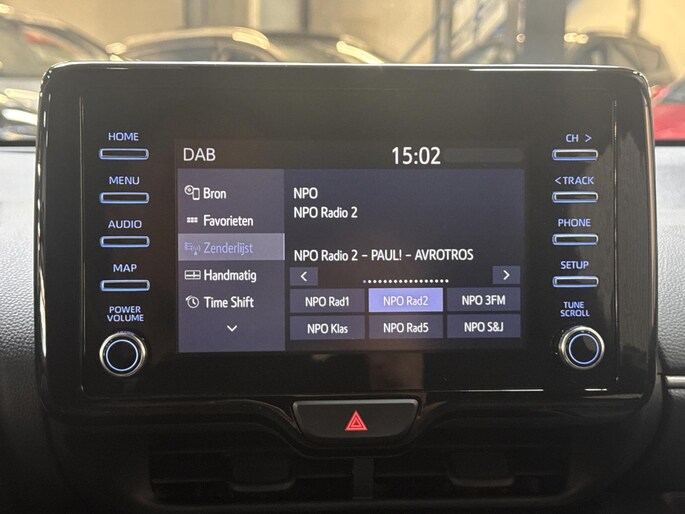 HOME
MENU
AUDIO
MAP
POWER
VOLUME
DAB
15:02
Bron
Favorieten
Zenderlijst
Handmatig
Time Shift
NPO
NPO Radio 2
NPO Radio 2 - PAUL! - AVROTROS
NPO Rad1
NPO Rad2
NPO 3FM
NPO Klas
NPO Rad5
NPO S&J
CH >
< TRACK
PHONE
SETUP
TUNE
SCROLL